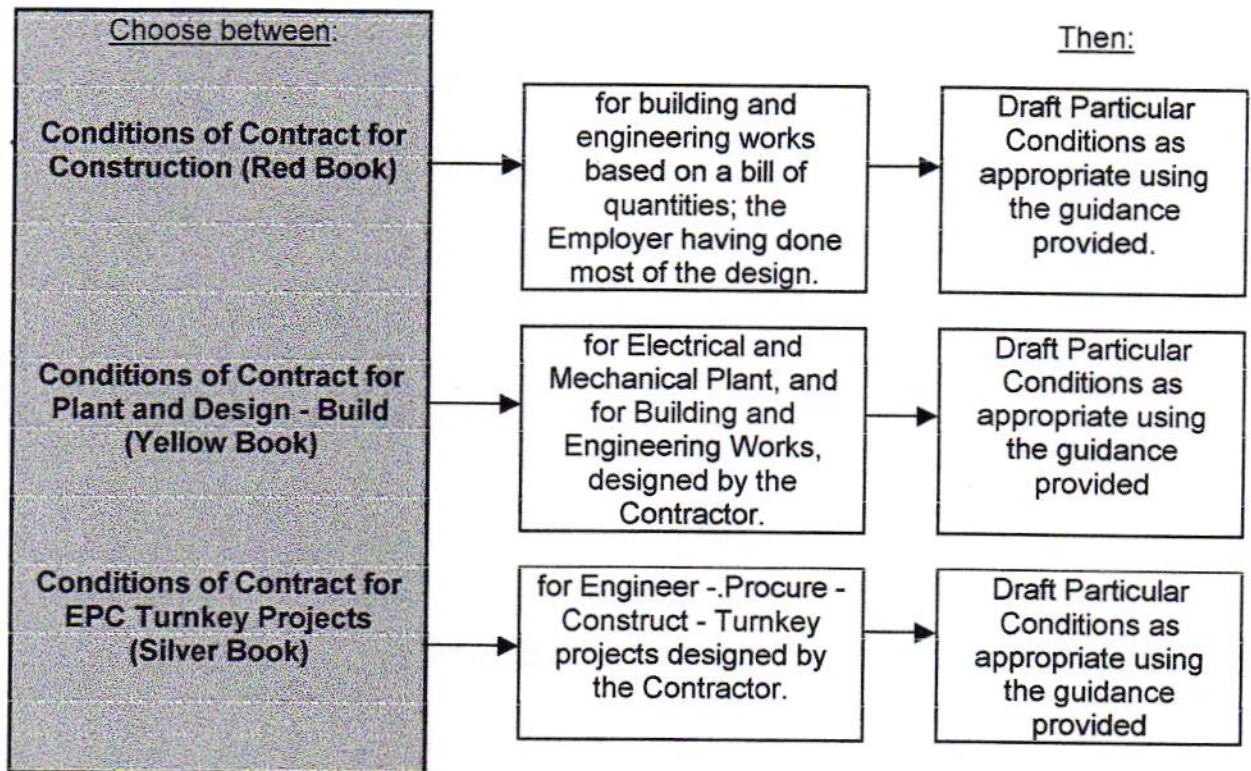 Choose between:
Then:
Conditions of Contract for
Construction (Red Book)
for building and
engineering works
based on a bill of
quantities; the
Employer having done
most of the design.
Draft Particular
Conditions as
appropriate using
the guidance
provided.
Conditions of Contract for
Plant and Design - Build
(Yellow Book)
for Electrical and
Mechanical Plant, and
for Building and
Engineering Works,
designed by the
Contractor.
Draft Particular
Conditions as
appropriate using
the guidance
provided
Conditions of Contract for
EPC Turnkey Projects
(Silver Book)
for Engineer -.Procure -
Construct - Turnkey
projects designed by
the Contractor.
Draft Particular
Conditions as
appropriate using
the guidance
provided